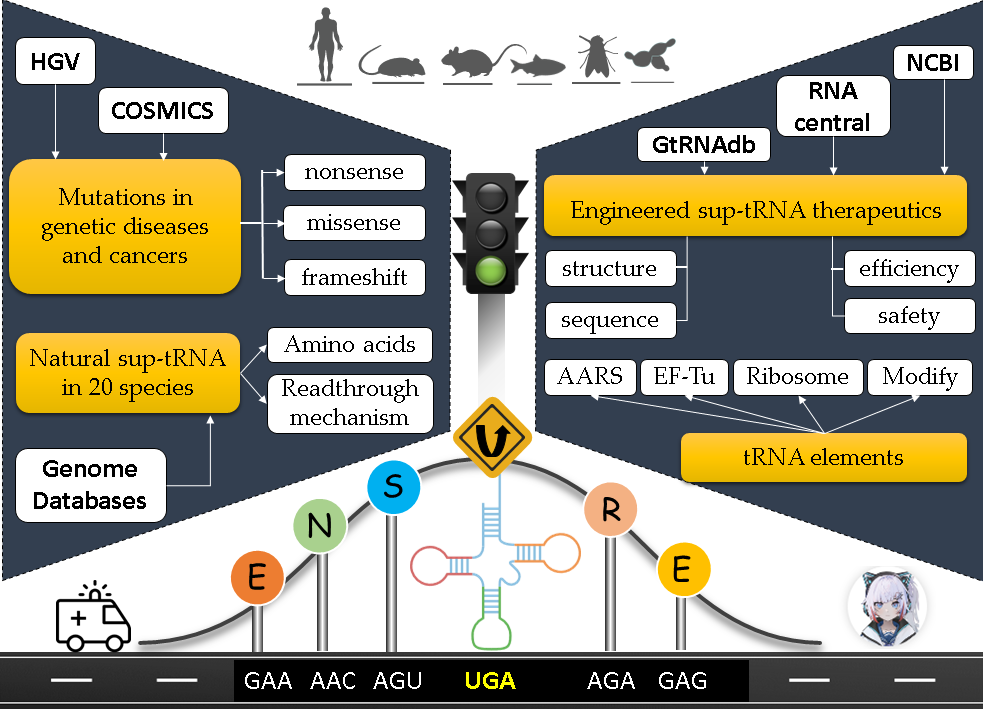 HGV
COSMICS
Mutations in
genetic diseases
and cancers
nonsense
missense
frameshift
Natural sup-tRNA
in 20 species
Amino acids
Readthrough
mechanism
Genome
Databases
NCBI
RNA
central
GtRNAdb
Engineered sup-tRNA therapeutics
structure
sequence
efficiency
safety
AARS
EF-Tu
Ribosome
Modify
tRNA elements
E N S U R E
GAA AAC AGU UGA AGA GAG